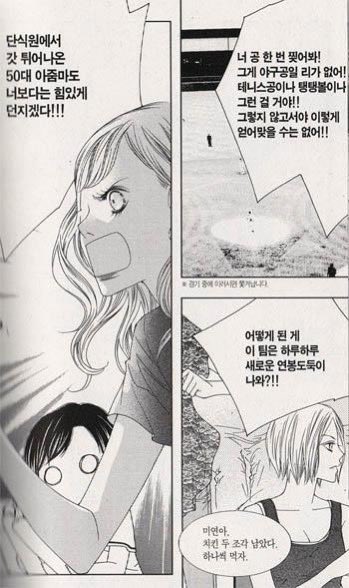 단식원에서
갓 튀어나온
50대 아줌마도
너보다는 힘있게
던지겠다!!!
너 공 한 번 찢어봐!
그게 야구공일 리가 없어!!
테니스공이나 탱탱볼이나
그런 걸 거야!!
그렇지 않고서야 이렇게
얻어맞을 수는 없어!!
※ 경기 중에 이러시면 쫓겨납니다.
어떻게 된 게
이 팀은 하루하루
새로운 연봉도둑이
나와?!!
미연아,
치킨 두 조각 남았다.
하나씩 먹자.